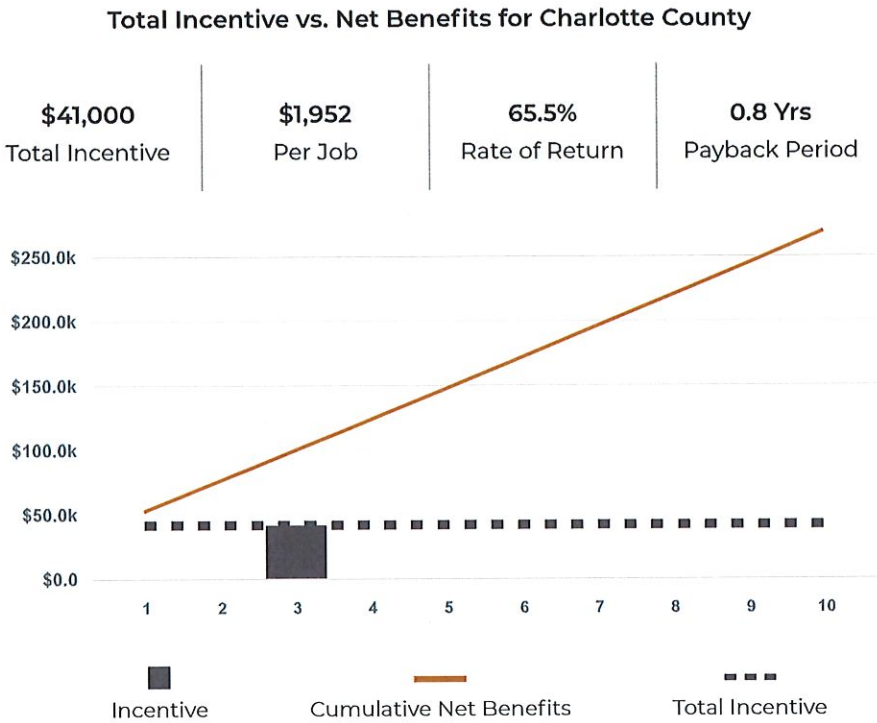 Total Incentive vs. Net Benefits for Charlotte County
$41,000
Total Incentive
$1,952
Per Job
65.5%
Rate of Return
0.8 Yrs
Payback Period
$250.0k
$200.0k
$150.0k
$100.0k
$50.0k
$0.0
1 2 3 4 5 6 7 8 9 10
Incentive
Cumulative Net Benefits
Total Incentive